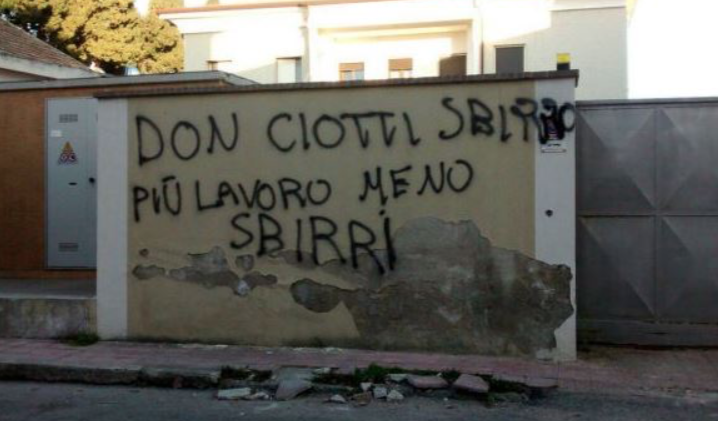 DON CIOTTI SBIRRO
PIÙ LAVORO MENO
SBIRRI